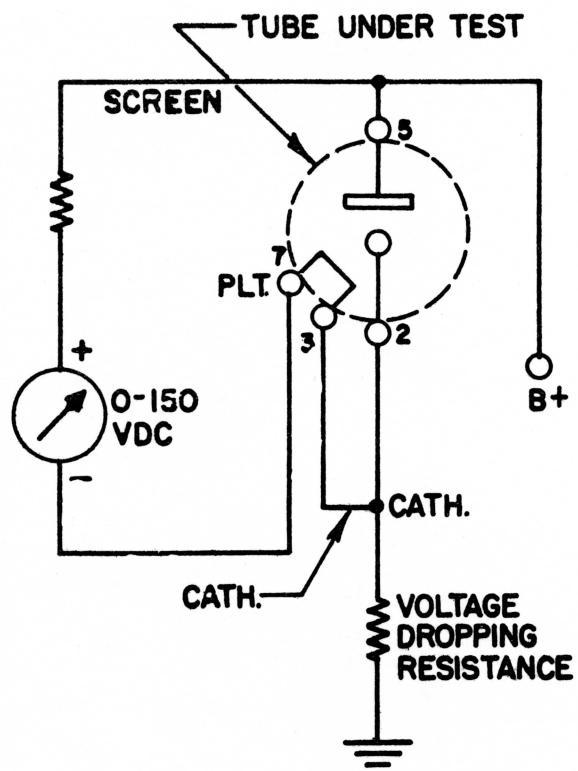 TUBE UNDER TEST
SCREEN
5
7
PLT.
3
2
+
0-150
VDC
-
B+
CATH.
CATH.
VOLTAGE
DROPPING
RESISTANCE